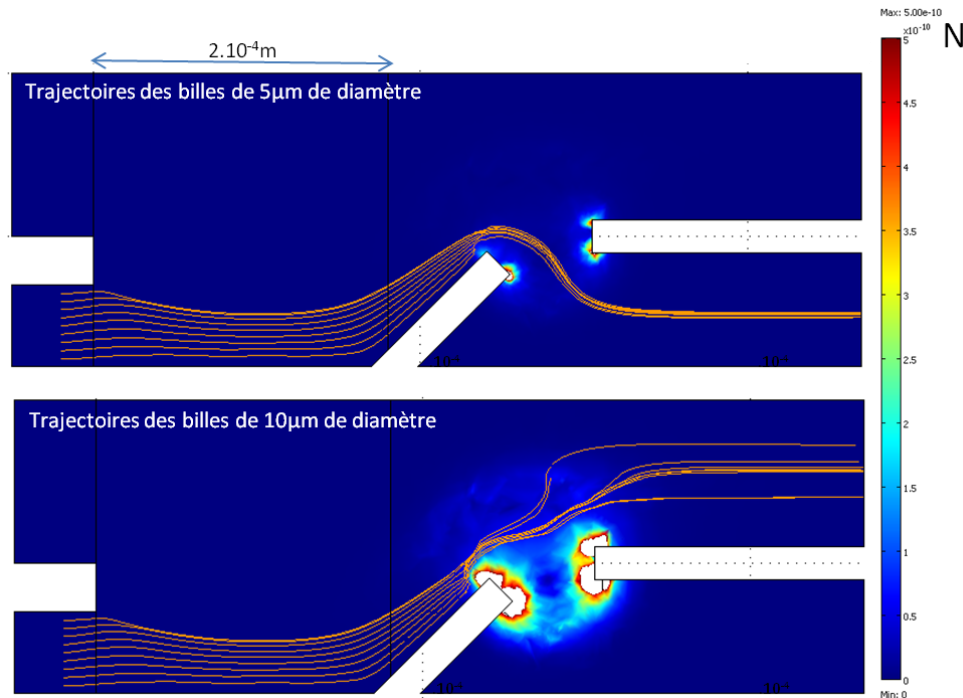 Max: 5.00e-10
x10⁻¹⁰
N
2.10⁻⁴m
Trajectoires des billes de 5µm de diamètre
5
4.5
4
3.5
3
2.5
2
1.5
1
0.5
0
Trajectoires des billes de 10µm de diamètre
Min: 0